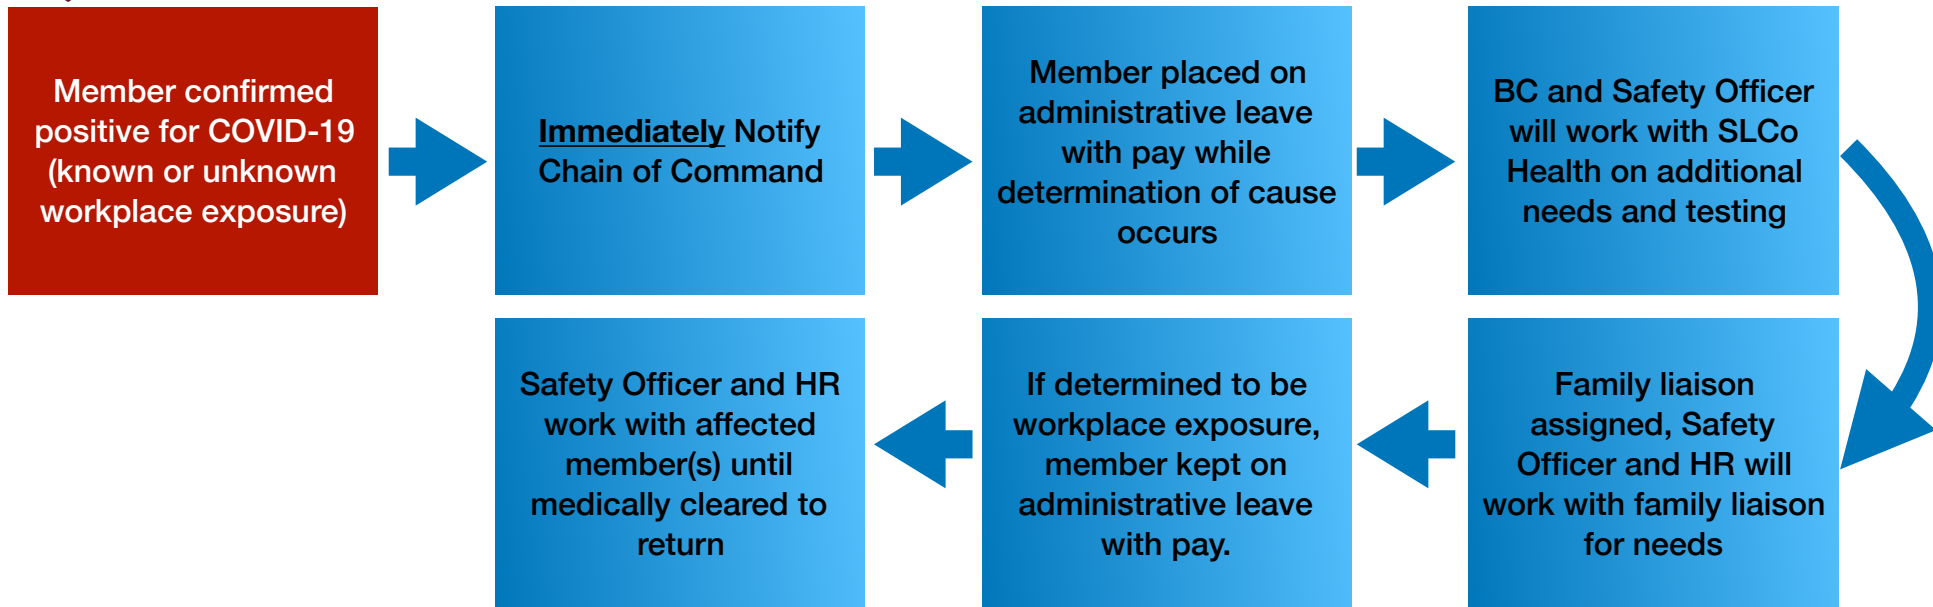 Member confirmed
positive for COVID-19
(known or unknown
workplace exposure)
Immediately Notify
Chain of Command
Member placed on
administrative leave
with pay while
determination of cause
occurs
BC and Safety Officer
will work with SLCo
Health on additional
needs and testing
Family liaison
assigned, Safety
Officer and HR will
work with family liaison
for needs
If determined to be
workplace exposure,
member kept on
administrative leave
with pay.
Safety Officer and HR
work with affected
member(s) until
medically cleared to
return